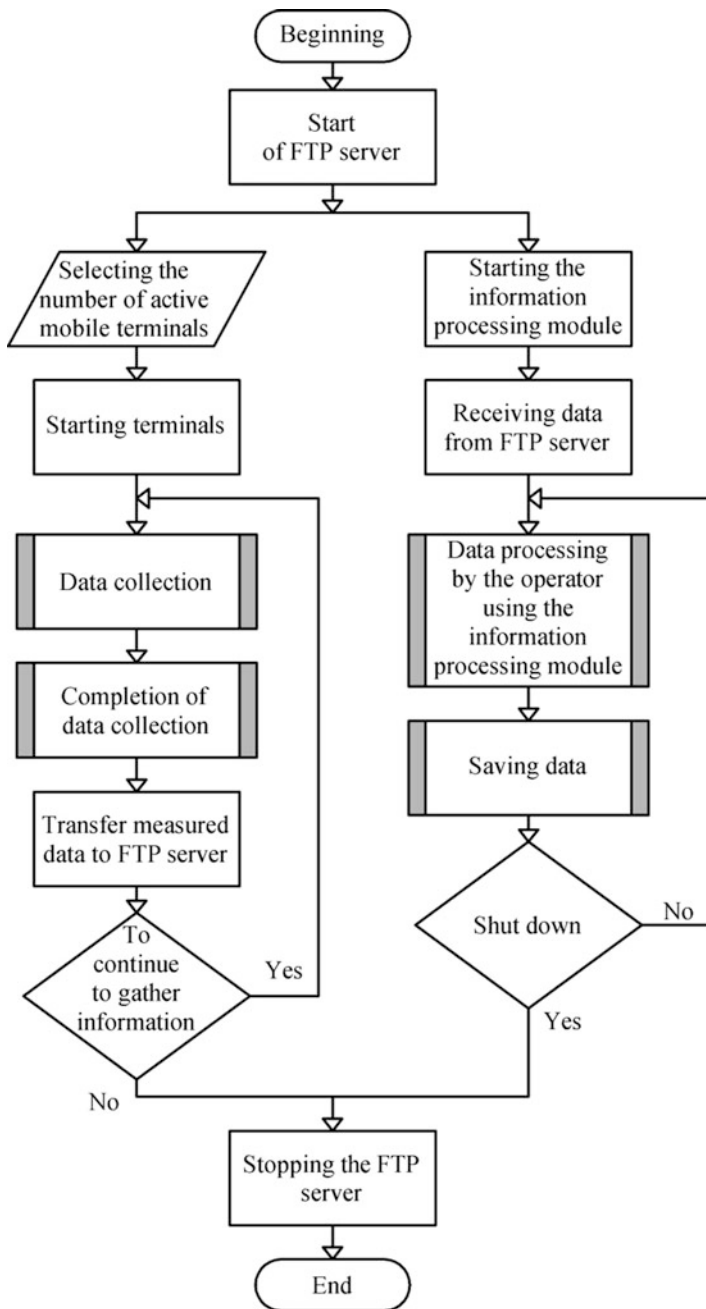 Beginning
Start
of FTP server
Selecting the
number of active
mobile terminals
Starting terminals
Data collection
Completion of
data collection
Transfer measured
data to FTP server
To
continue
to gather
information
Yes
No
Starting the
information
processing module
Receiving data
from FTP server
Data processing
by the operator
using the
information
processing module
Saving data
Shut down
No
Yes
Stopping the FTP
server
End